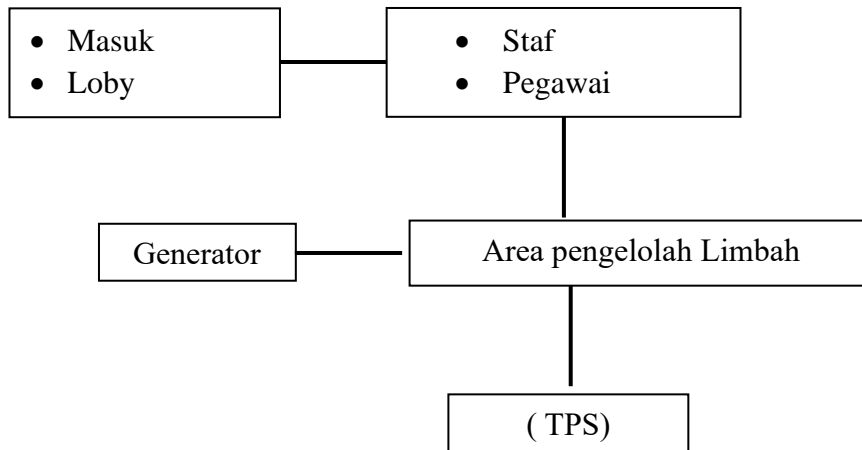 • Masuk
• Loby
• Staf
• Pegawai
Generator
Area pengelolah Limbah
( TPS)